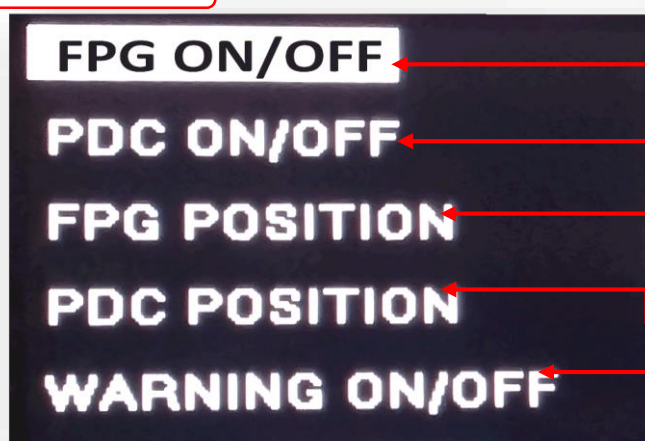 FPG ON/OFF
PDC ON/OFF
FPG POSITION
PDC POSITION
WARNING ON/OFF